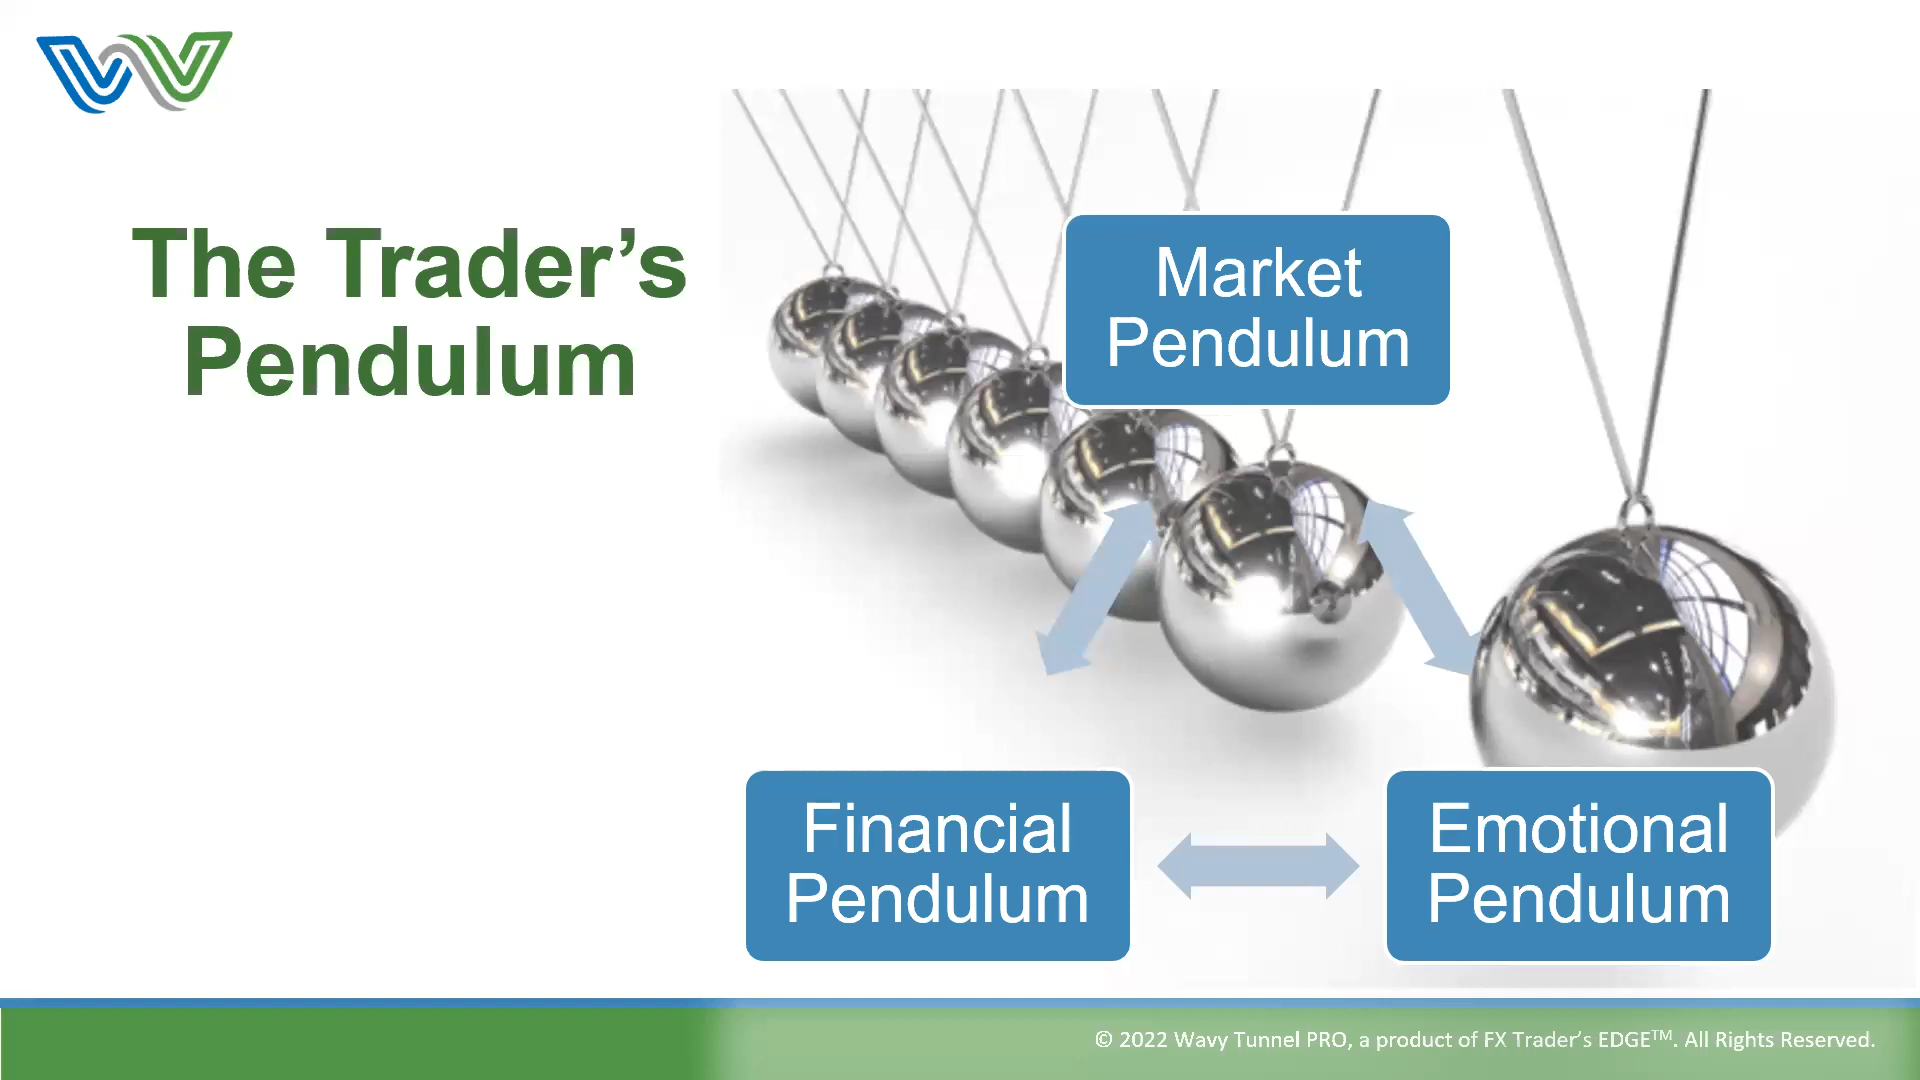 The Trader’s
Pendulum
Market
Pendulum
Financial
Pendulum
Emotional
Pendulum
© 2022 Wavy Tunnel PRO, a product of FX Trader’s EDGE™. All Rights Reserved.